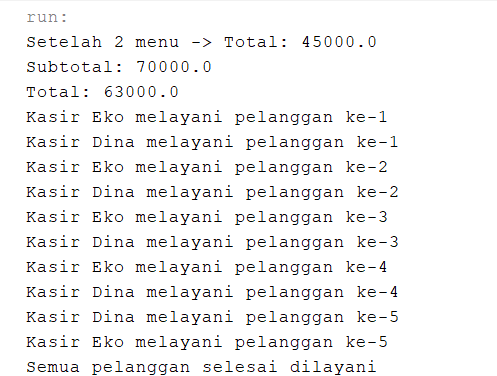 run:
Setelah 2 menu -> Total: 45000.0
Subtotal: 70000.0
Total: 63000.0
Kasir Eko melayani pelanggan ke-1
Kasir Dina melayani pelanggan ke-1
Kasir Eko melayani pelanggan ke-2
Kasir Dina melayani pelanggan ke-2
Kasir Eko melayani pelanggan ke-3
Kasir Dina melayani pelanggan ke-3
Kasir Eko melayani pelanggan ke-4
Kasir Dina melayani pelanggan ke-4
Kasir Dina melayani pelanggan ke-5
Kasir Eko melayani pelanggan ke-5
Semua pelanggan selesai dilayani